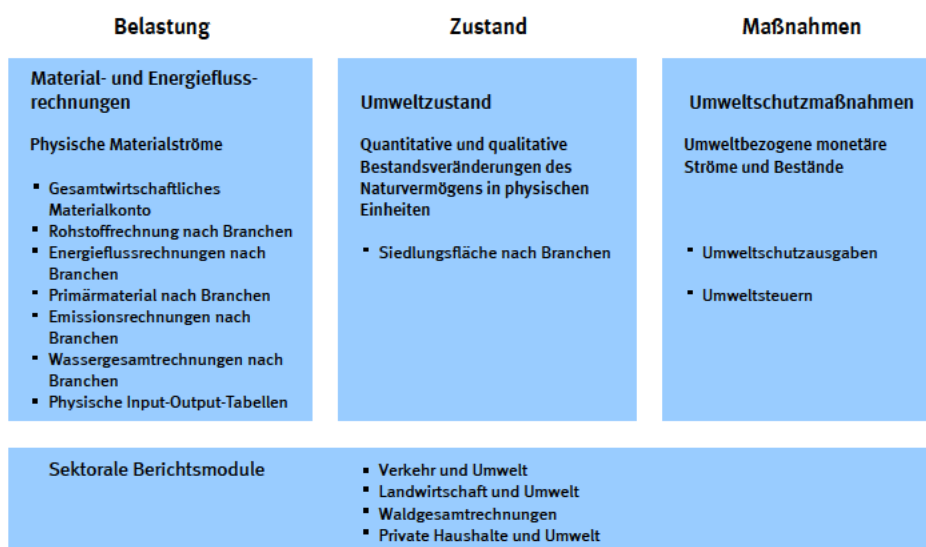 Belastung
Zustand
Maßnahmen
Material- und Energiefluss-
rechnungen
Physische Materialströme
▪ Gesamtwirtschaftliches
Materialkonto
▪ Rohstoffrechnung nach Branchen
▪ Energieflussrechnungen nach
Branchen
▪ Primärmaterial nach Branchen
▪ Emissionsrechnungen nach
Branchen
▪ Wassergesamtrechnungen nach
Branchen
▪ Physische Input-Output-Tabellen
Umweltzustand
Quantitative und qualitative
Bestandsveränderungen des
Naturvermögens in physischen
Einheiten
▪ Siedlungsfläche nach Branchen
Umweltschutzmaßnahmen
Umweltbezogene monetäre
Ströme und Bestände
▪ Umweltschutzausgaben
▪ Umweltsteuern
Sektorale Berichtsmodule
▪ Verkehr und Umwelt
▪ Landwirtschaft und Umwelt
▪ Waldgesamtrechnungen
▪ Private Haushalte und Umwelt